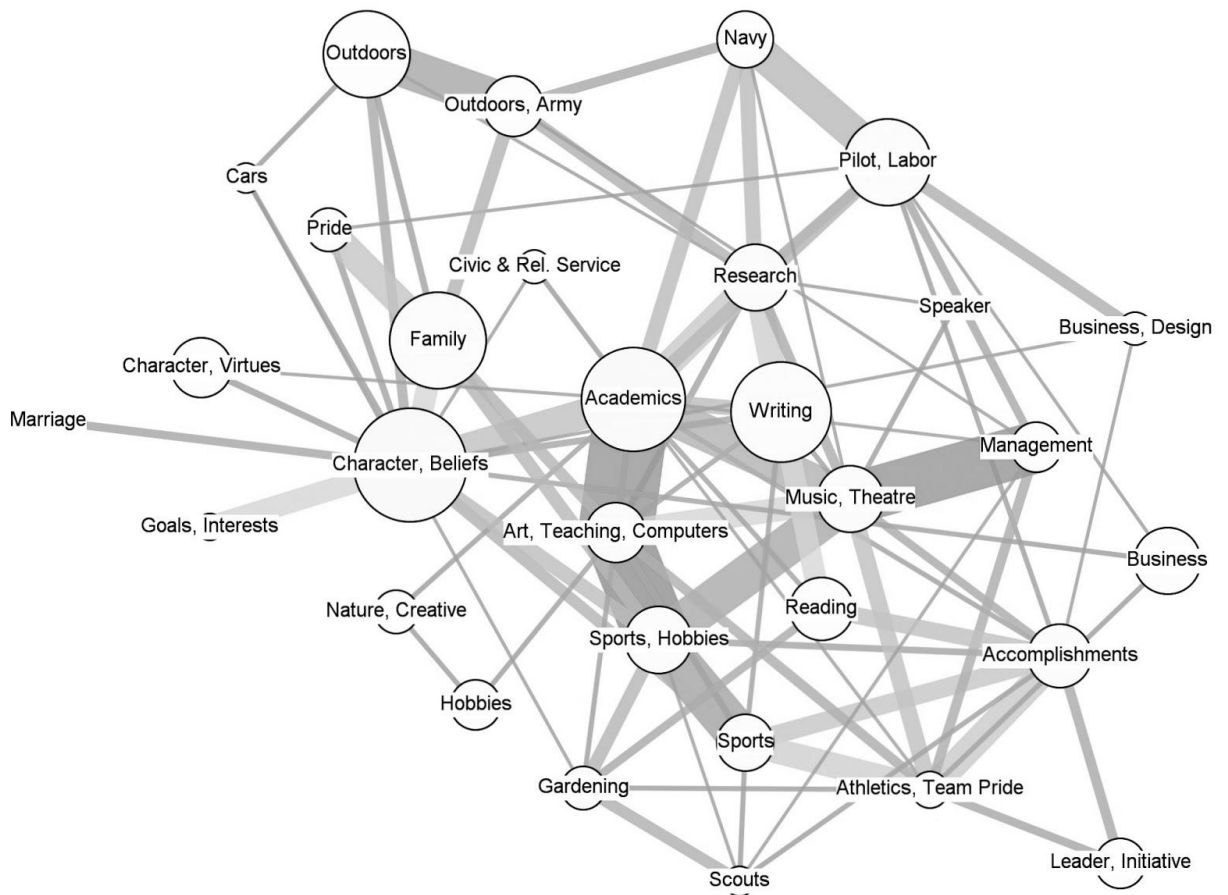 Navy
Outdoors
Outdoors, Army
Pilot, Labor
Cars
Pride
Civic & Rel. Service
Research
Speaker
Business, Design
Family
Character, Virtues
Academics
Writing
Marriage
Management
Character, Beliefs
Music, Theatre
Goals, Interests
Art, Teaching, Computers
Business
Nature, Creative
Reading
Sports, Hobbies
Accomplishments
Hobbies
Sports
Gardening
Athletics, Team Pride
Leader, Initiative
Scouts